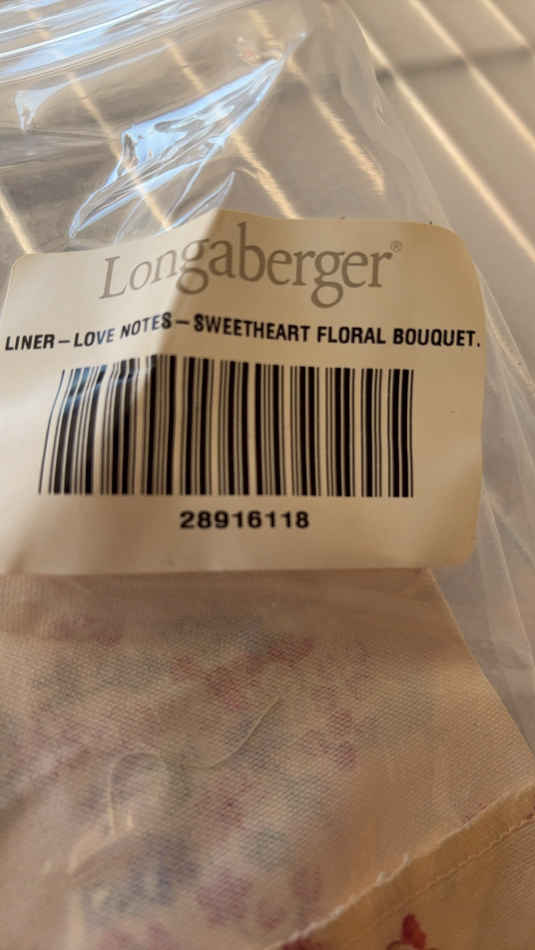 Longaberger®
LINER–LOVE NOTES–SWEETHEART FLORAL BOUQUET.
28916118